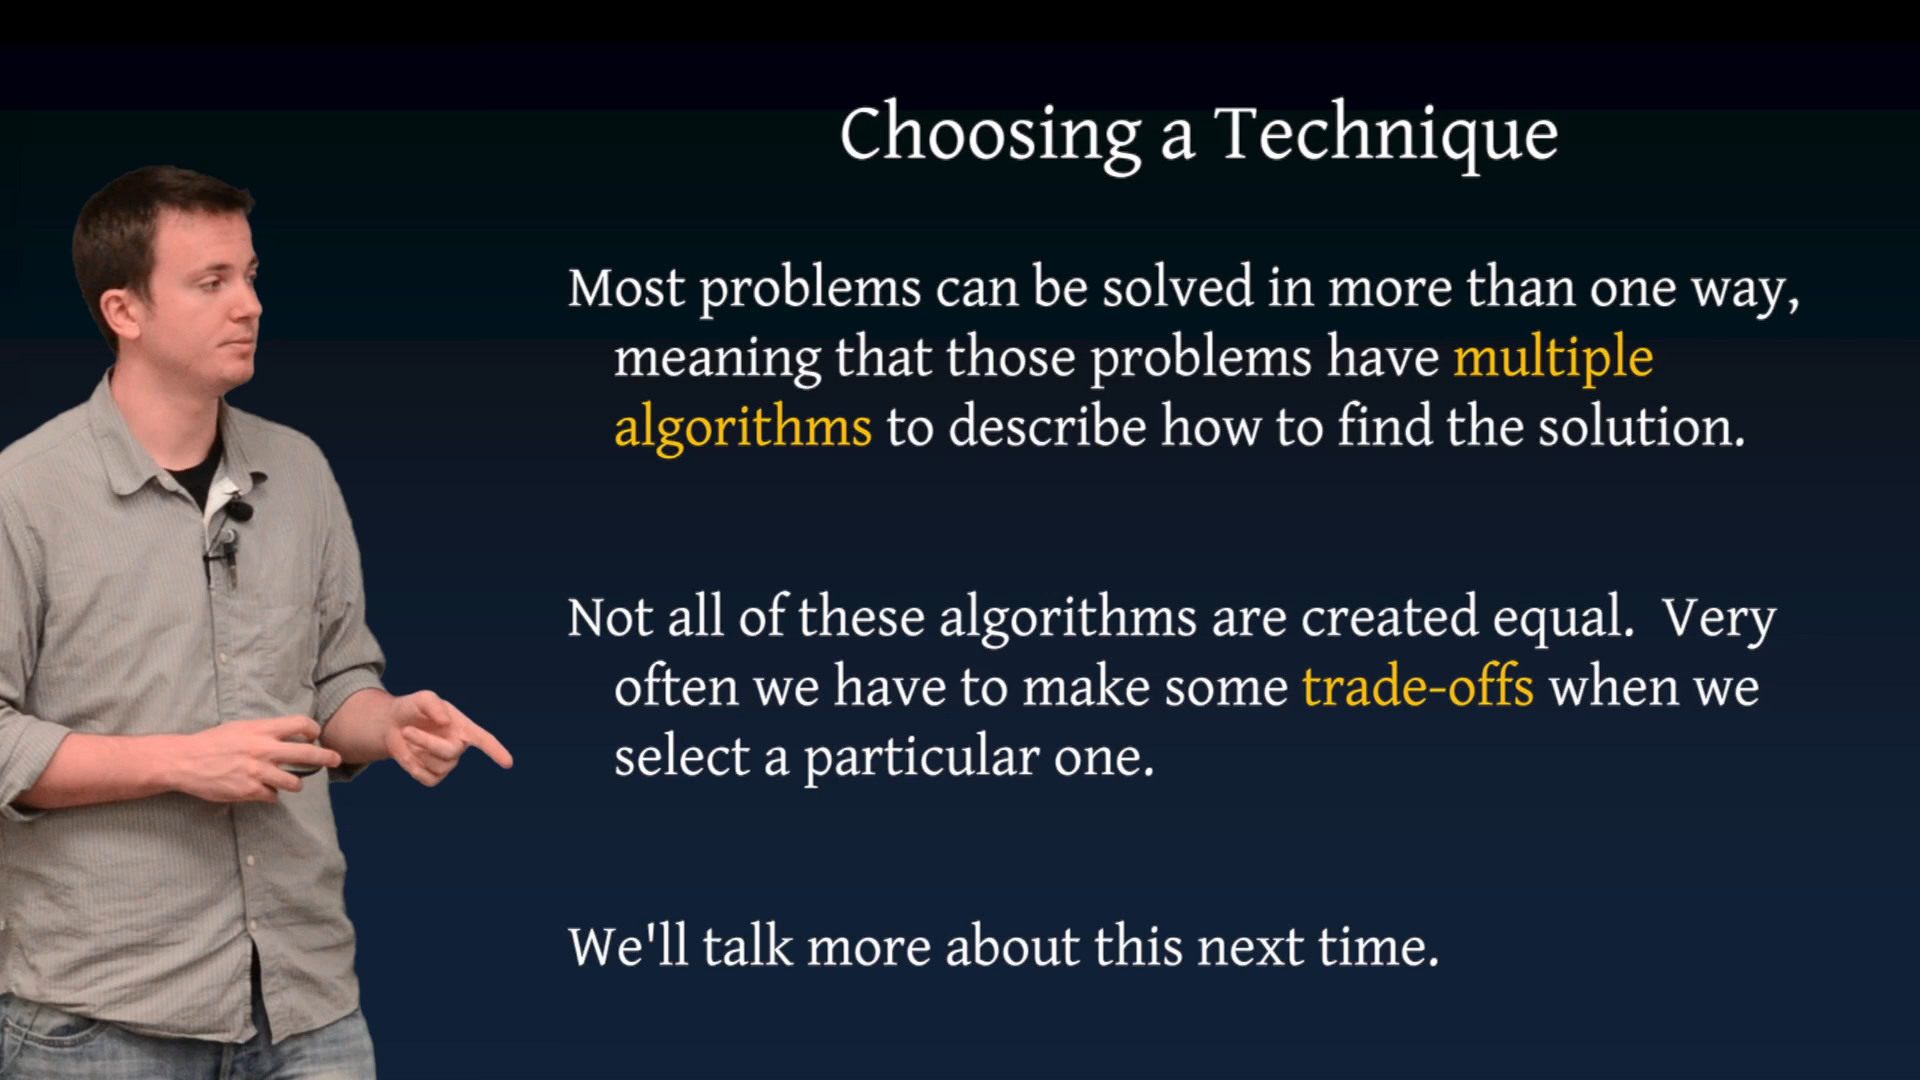 Choosing a Technique
Most problems can be solved in more than one way,
meaning that those problems have multiple
algorithms to describe how to find the solution.
Not all of these algorithms are created equal.  Very
often we have to make some trade-offs when we
select a particular one.
We'll talk more about this next time.